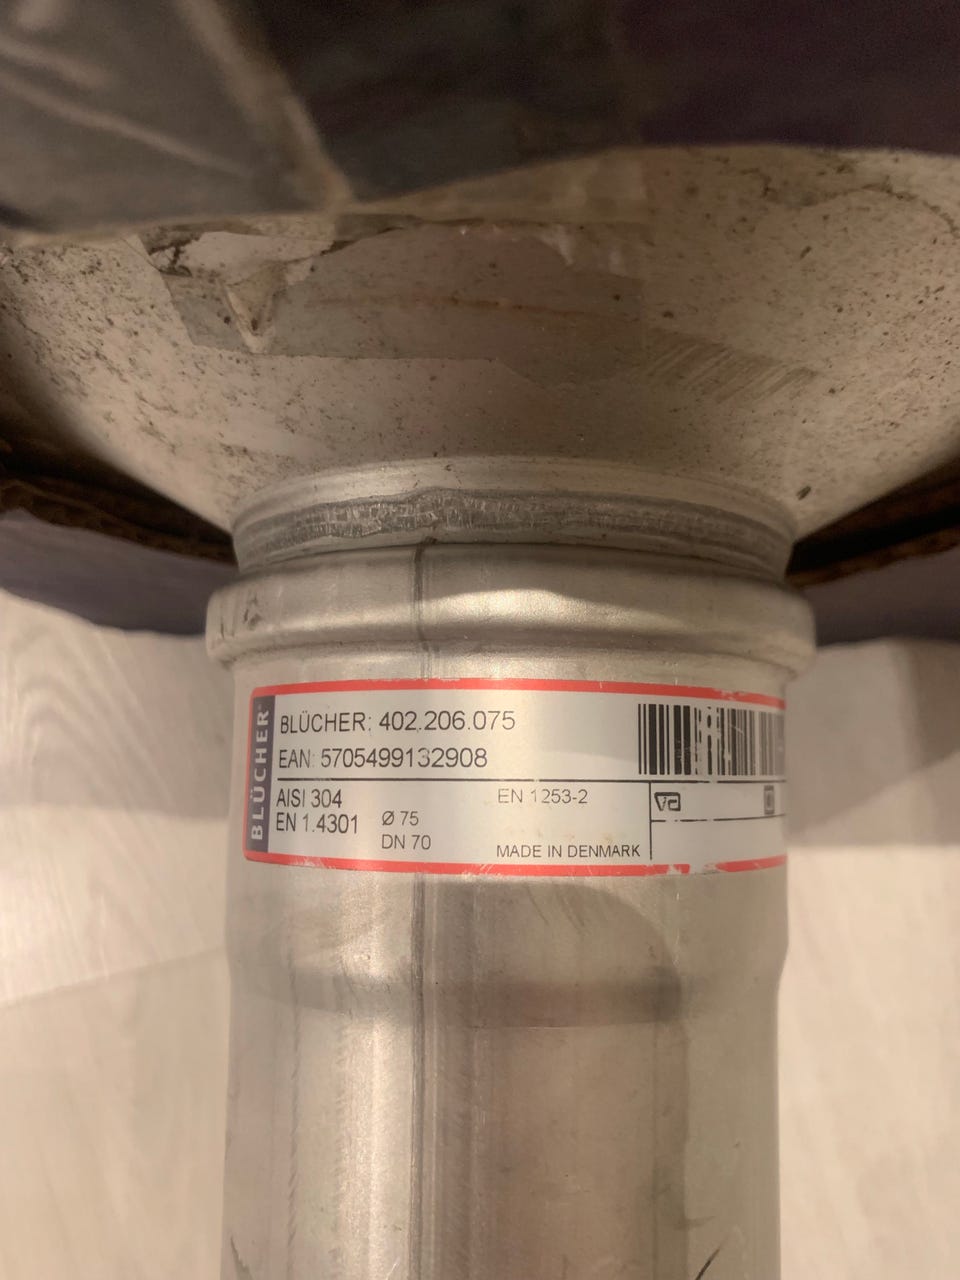 BLÜCHER®
BLÜCHER: 402.206.075
EAN: 5705499132908
AISI 304
EN 1.4301
Ø 75
DN 70
EN 1253-2
MADE IN DENMARK
VA